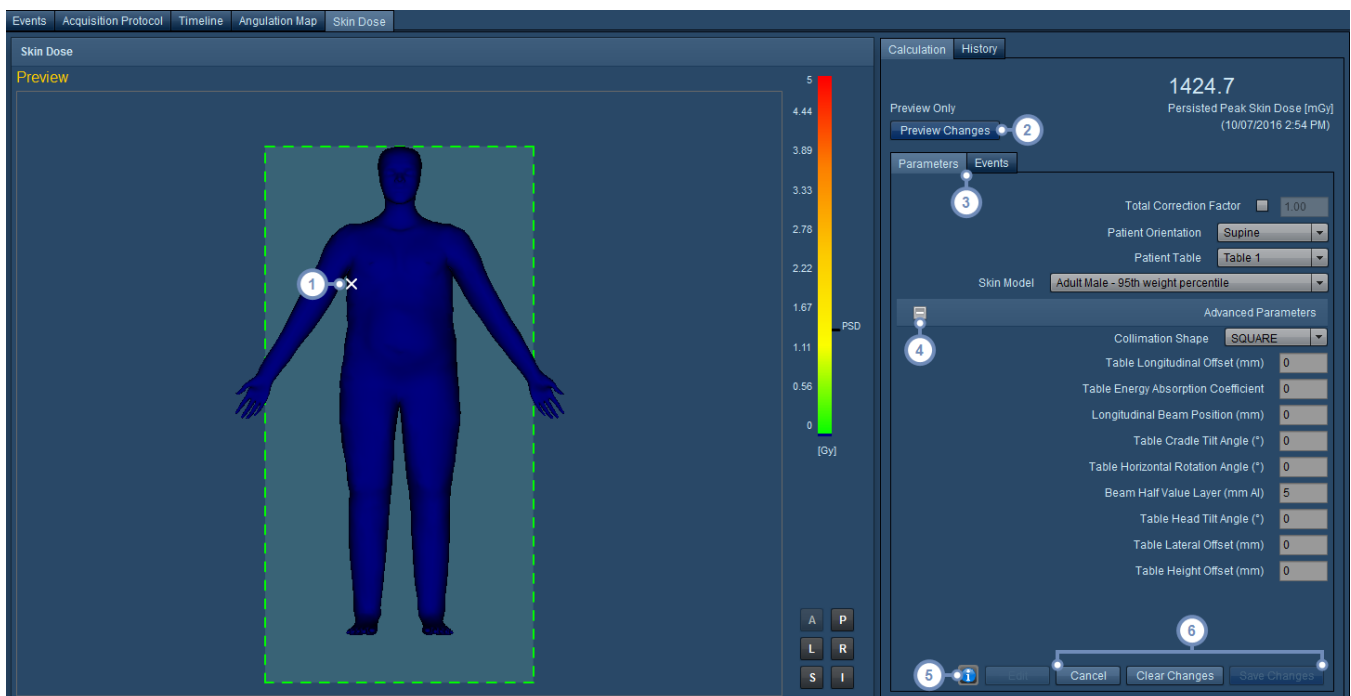 Events Acquisition Protocol Timeline Angulation Map Skin Dose
Skin Dose
Preview
5
4.44
3.89
3.33
2.78
2.22
1.67
PSD
1.11
0.56
0
[Gy]
1
A P
L R
S I
Calculation History
1424.7
Preview Only Persisted Peak Skin Dose [mGy]
Preview Changes 2 (10/07/2016 2:54 PM)
Parameters Events
3
Total Correction Factor 1.00
Patient Orientation Supine
Patient Table Table 1
Skin Model Adult Male - 95th weight percentile
Advanced Parameters
4
Collimation Shape SQUARE
Table Longitudinal Offset (mm) 0
Table Energy Absorption Coefficient 0
Longitudinal Beam Position (mm) 0
Table Cradle Tilt Angle (°) 0
Table Horizontal Rotation Angle (°) 0
Beam Half Value Layer (mm Al) 5
Table Head Tilt Angle (°) 0
Table Lateral Offset (mm) 0
Table Height Offset (mm) 0
6
5 i Edit Cancel Clear Changes Save Changes